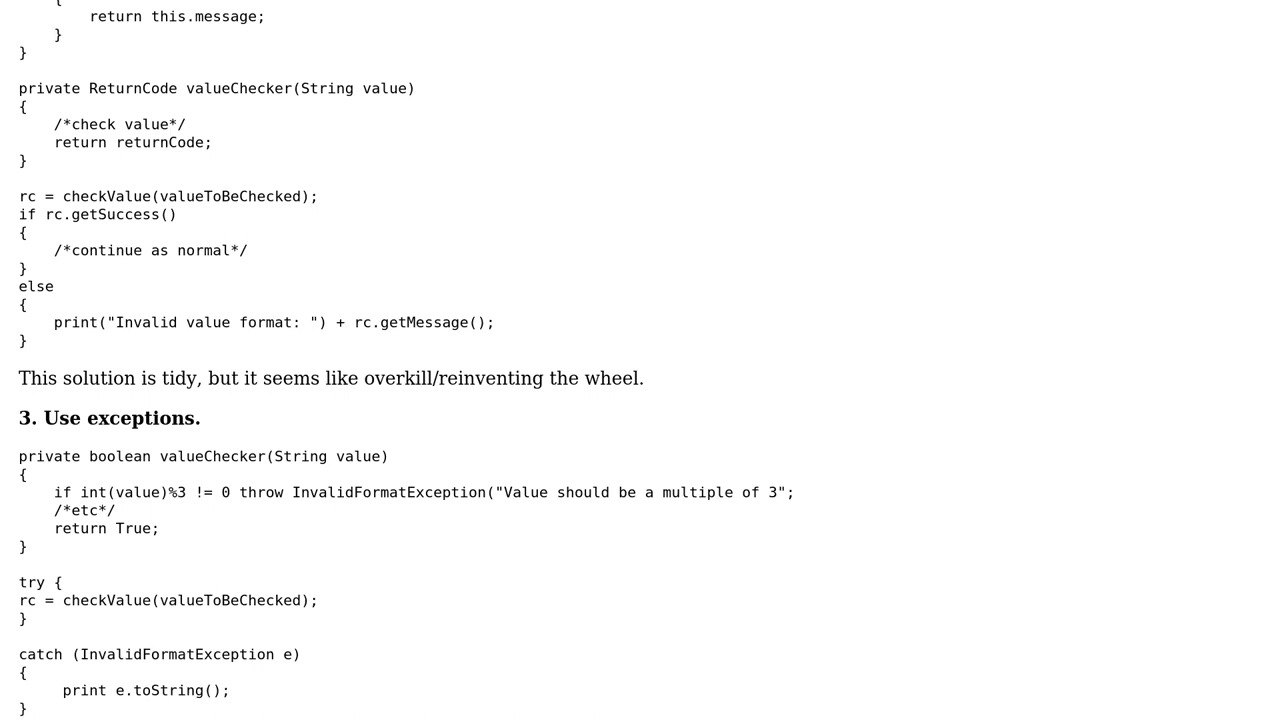 {
        return this.message;
    }
}

private ReturnCode valueChecker(String value)
{
    /*check value*/
    return returnCode;
}

rc = checkValue(valueToBeChecked);
if rc.getSuccess()
{
    /*continue as normal*/
}
else
{
    print("Invalid value format: ") + rc.getMessage();
}

This solution is tidy, but it seems like overkill/reinventing the wheel.

3. Use exceptions.

private boolean valueChecker(String value)
{
    if int(value)%3 != 0 throw InvalidFormatException("Value should be a multiple of 3";
    /*etc*/
    return True;
}

try {
rc = checkValue(valueToBeChecked);
}

catch (InvalidFormatException e)
{
     print e.toString();
}